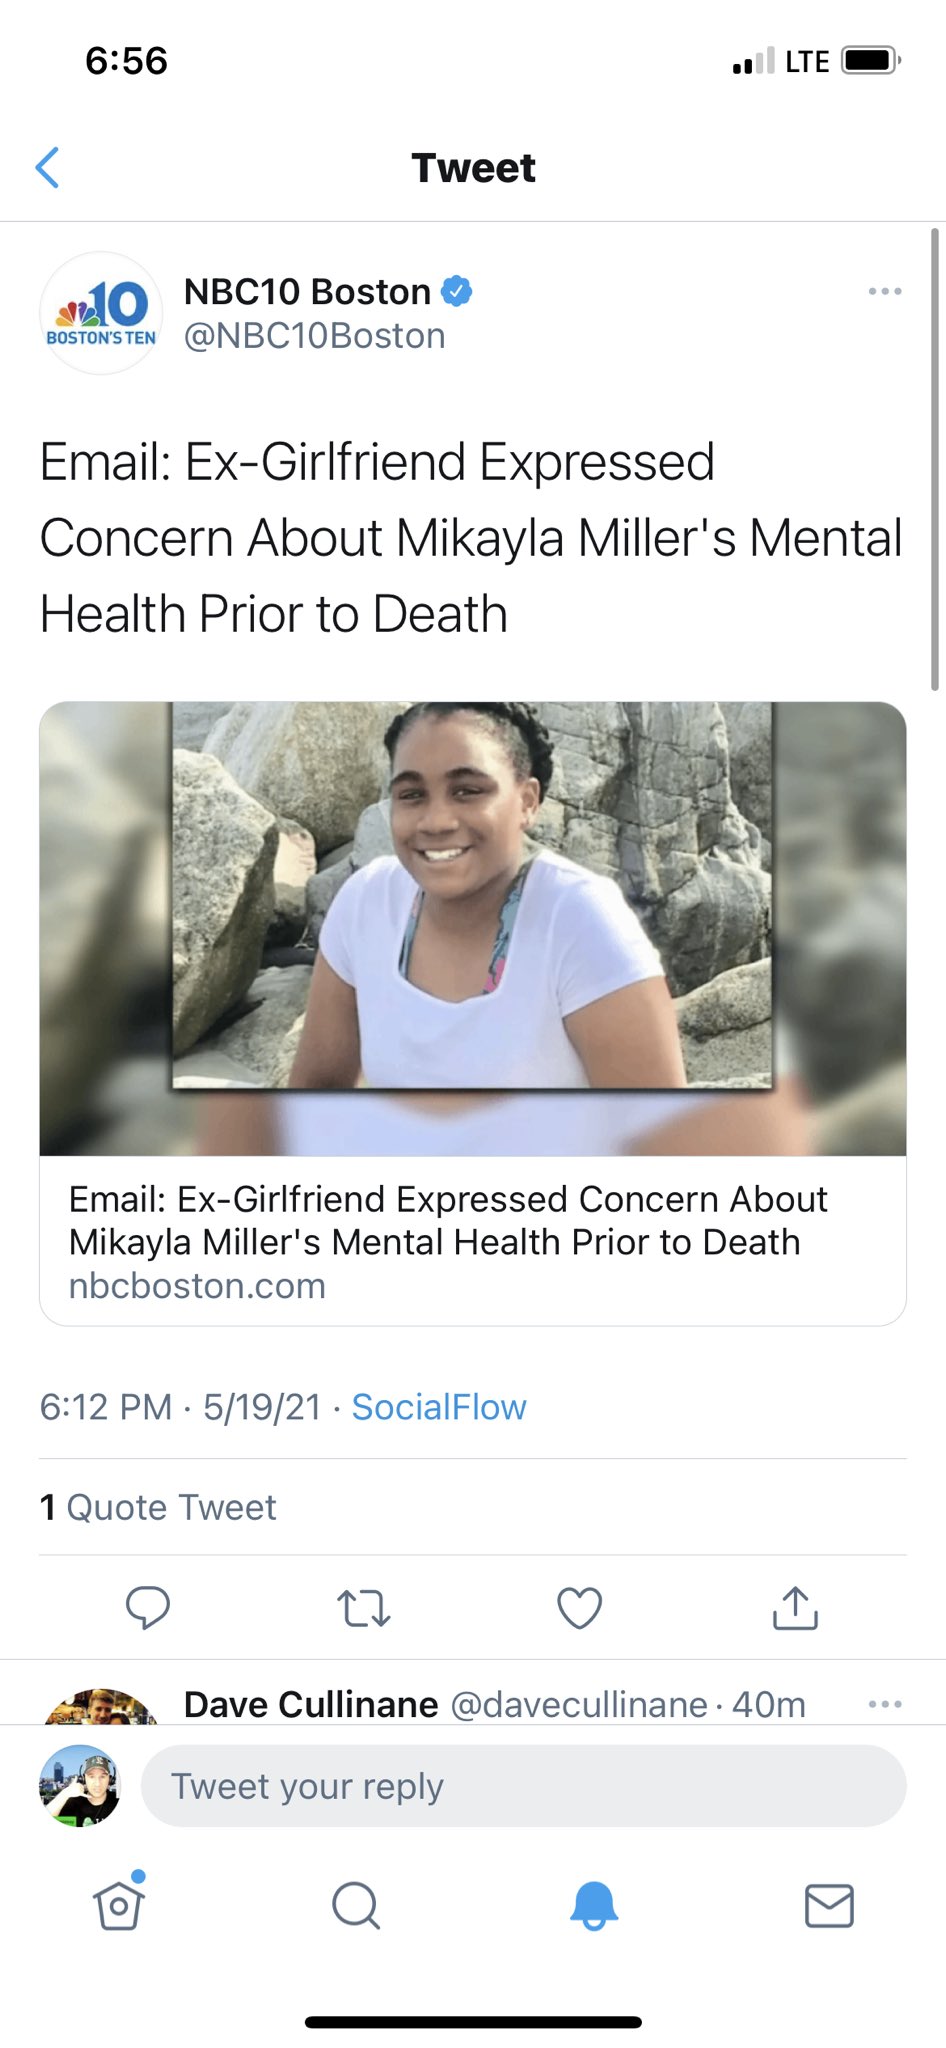 6:56
LTE
Tweet
10
BOSTON'S TEN
NBC10 Boston
@NBC10Boston
Email: Ex-Girlfriend Expressed
Concern About Mikayla Miller's Mental
Health Prior to Death
Email: Ex-Girlfriend Expressed Concern About
Mikayla Miller's Mental Health Prior to Death
nbcboston.com
6:12 PM · 5/19/21 · SocialFlow
1 Quote Tweet
Dave Cullinane @davecullinane · 40m
Tweet your reply